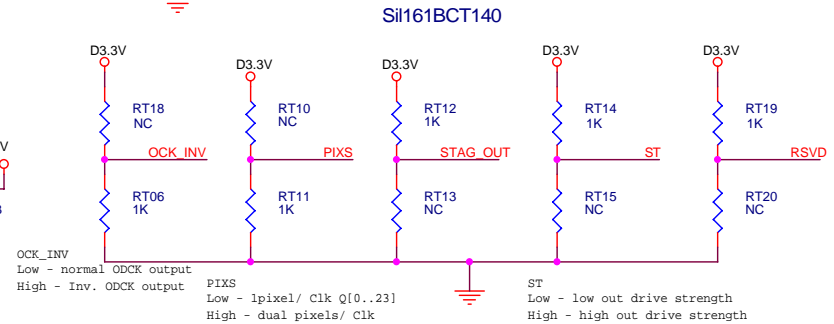 SiI161BCT140
D3.3V
D3.3V
D3.3V
D3.3V
D3.3V
RT18
NC
RT10
NC
RT12
1K
RT14
1K
RT19
1K
V
OCK_INV
PIXS
STAG_OUT
ST
RSVD
RT06
1K
RT11
1K
RT13
NC
RT15
NC
RT20
NC
OCK_INV
Low - normal ODCK output
High - Inv. ODCK output
PIXS
Low - 1pixel/ Clk Q[0..23]
High - dual pixels/ Clk
ST
Low - low out drive strength
High - high out drive strength